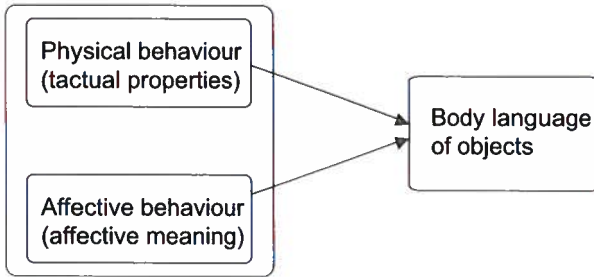 Physical behaviour
(tactual properties)
Body language
of objects
Affective behaviour
(affective meaning)